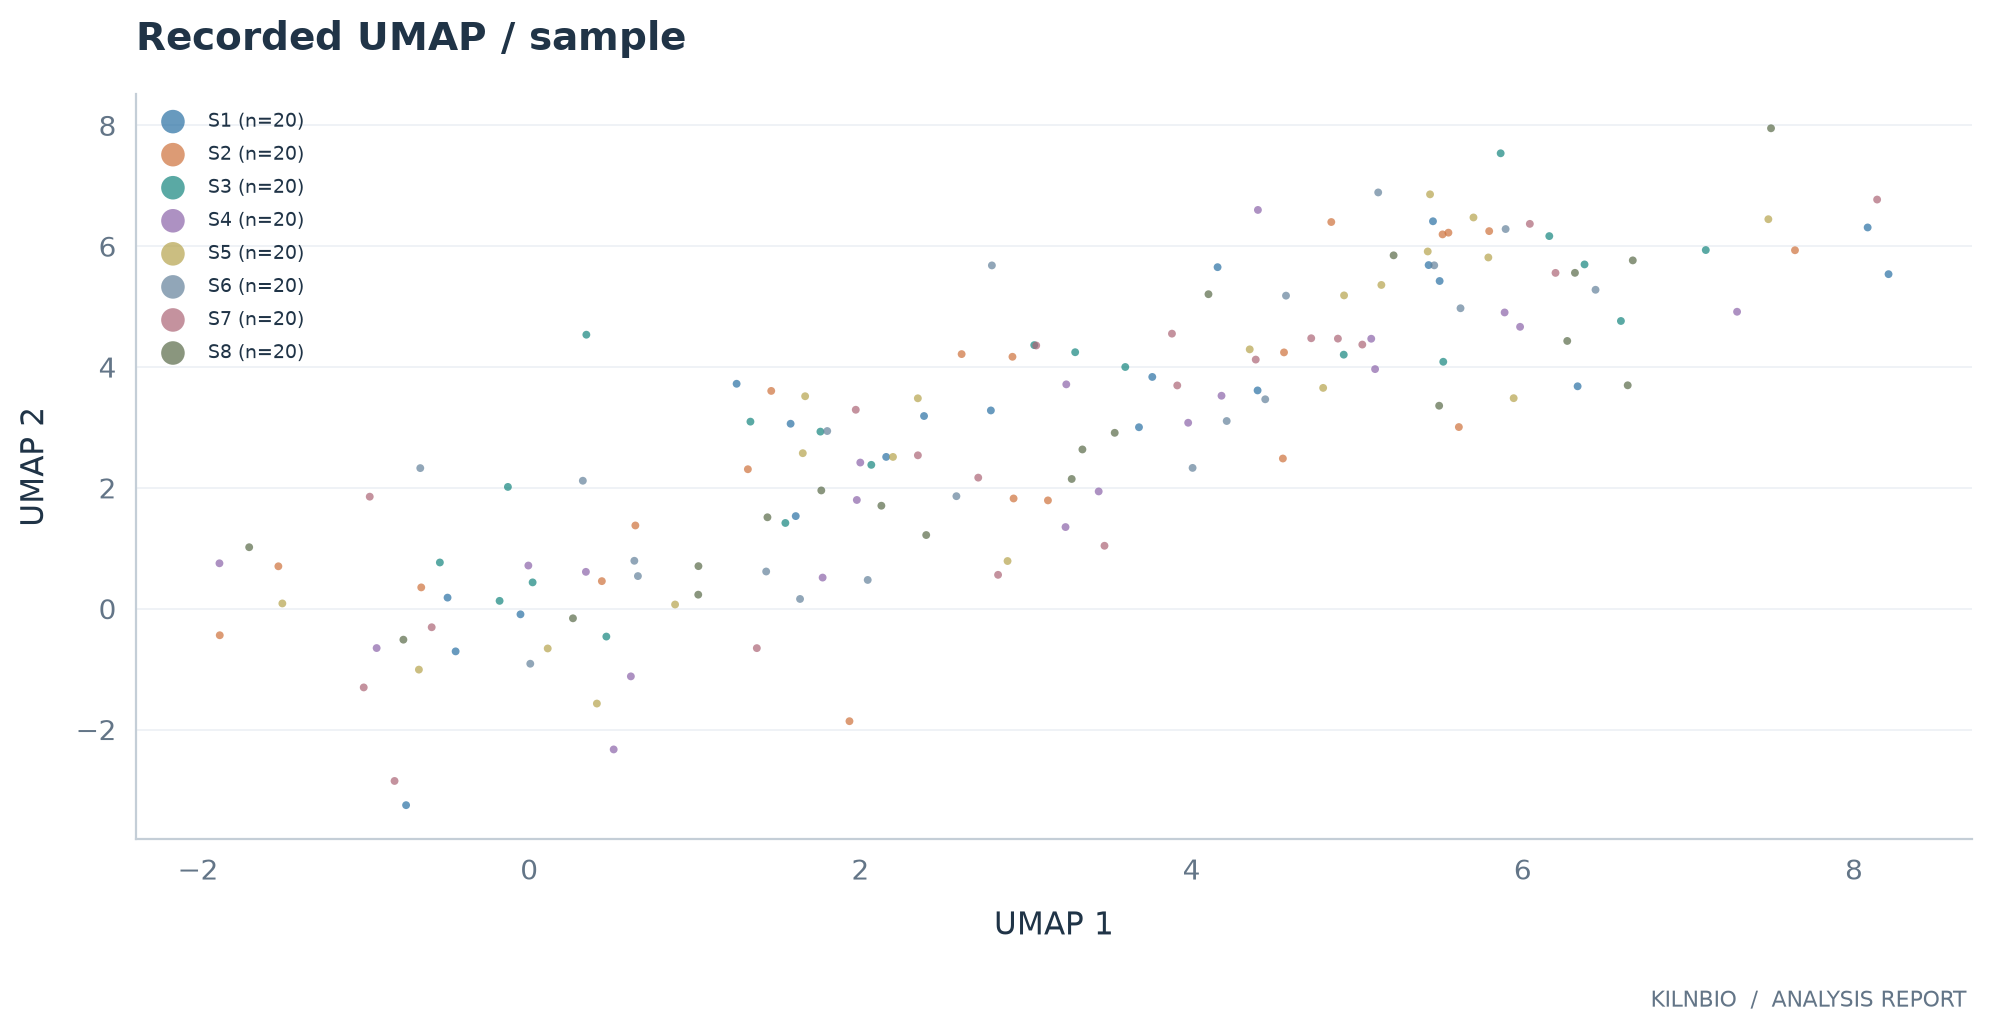 Recorded UMAP / sample
S1 (n=20)
S2 (n=20)
S3 (n=20)
S4 (n=20)
S5 (n=20)
S6 (n=20)
S7 (n=20)
S8 (n=20)
8
6
4
2
0
−2
UMAP 2
−2 0 2 4 6 8
UMAP 1
KILNBIO / ANALYSIS REPORT